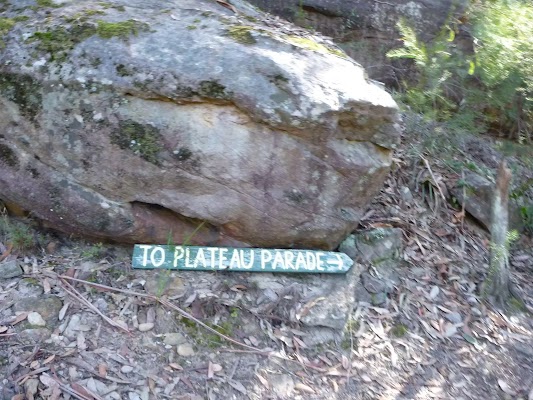 TO PLATEAU PARADE →